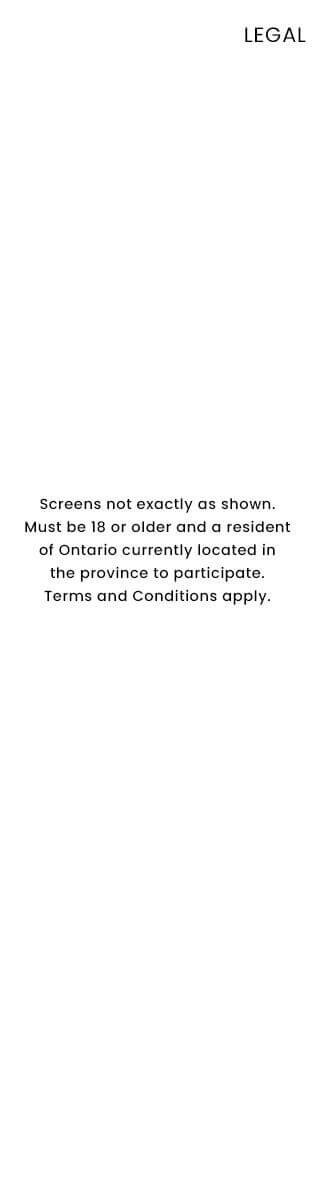 LEGAL
Screens not exactly as shown.
Must be 18 or older and a resident
of Ontario currently located in
the province to participate.
Terms and Conditions apply.